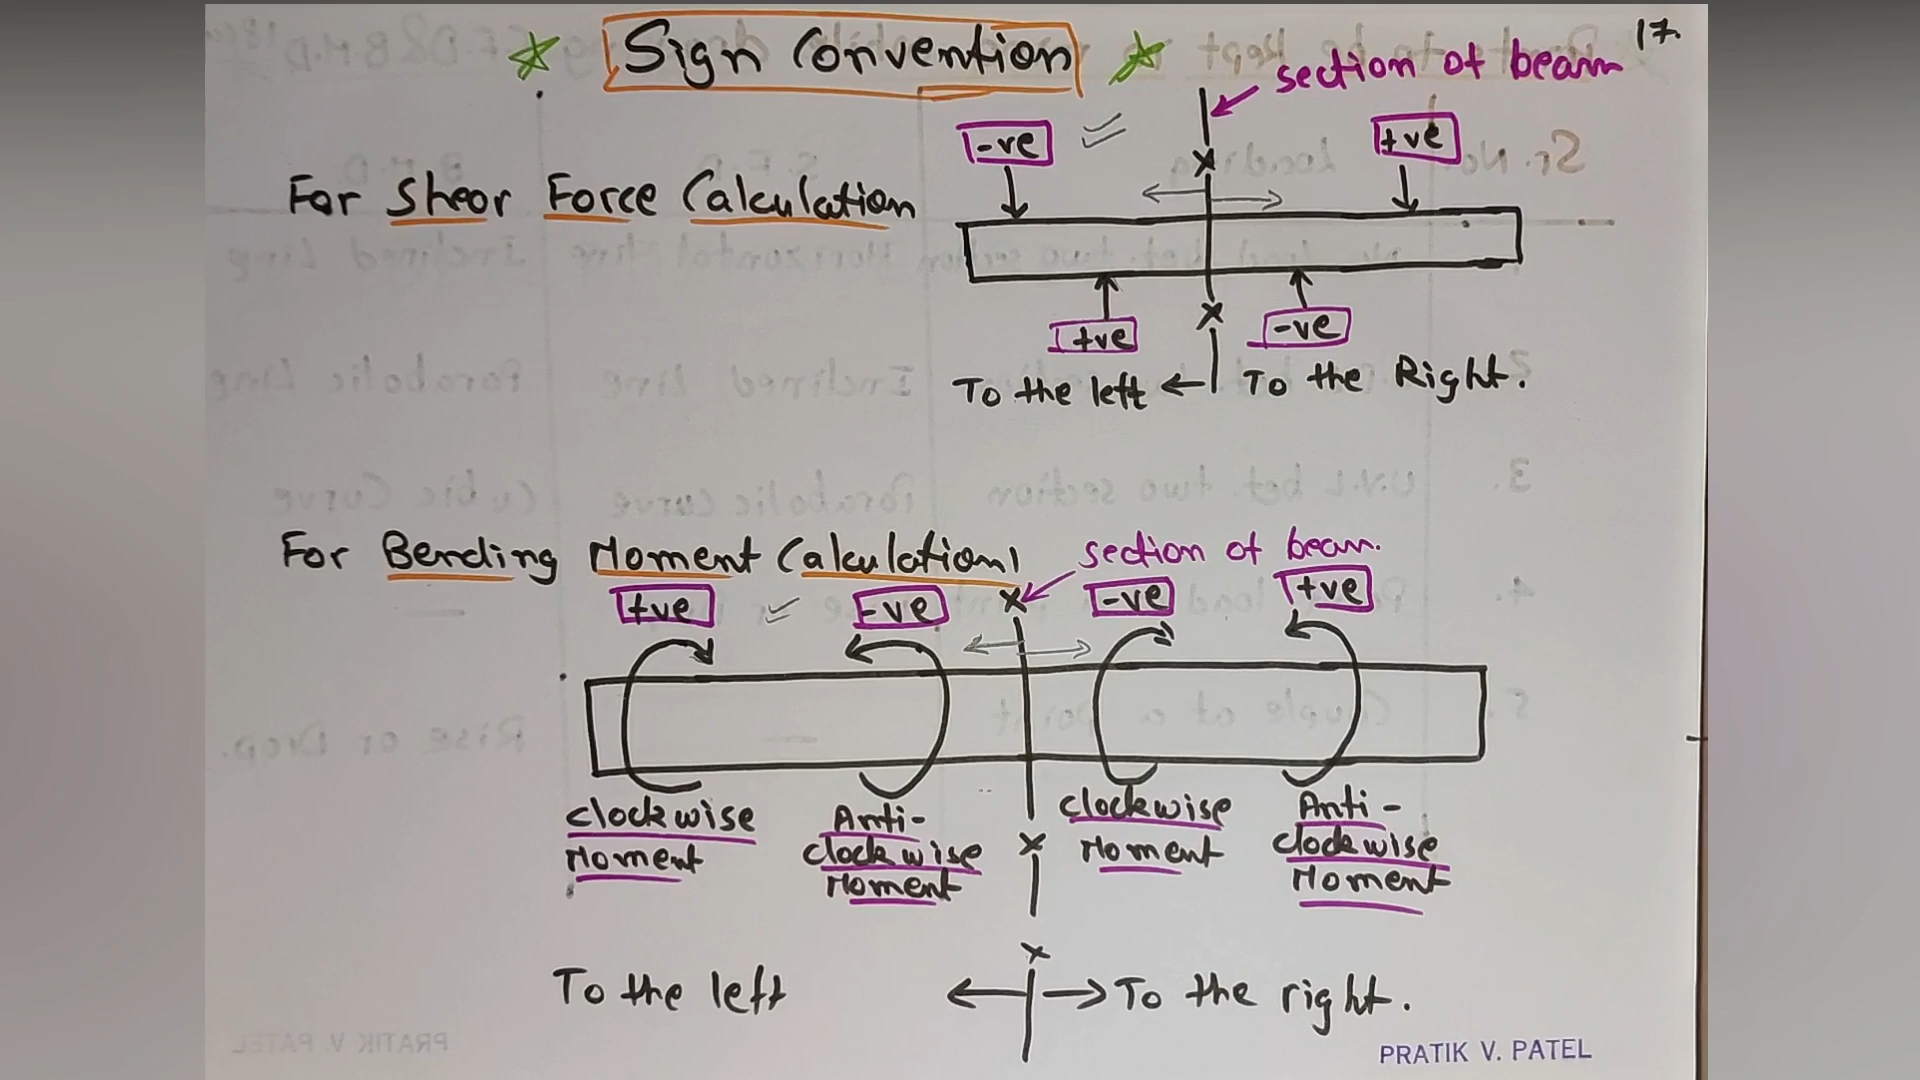 17.
Sign Convention
section of beam
-ve
+ve
For Shear Force Calculation
x
+ve
x
-ve
To the left
To the Right.
For Bending Moment Calculation
section of beam.
+ve
-ve
x
-ve
+ve
clockwise Moment
Anti-clockwise Moment
x
clockwise Moment
Anti-clockwise Moment
x
To the left
To the right.
PRATIK V. PATEL